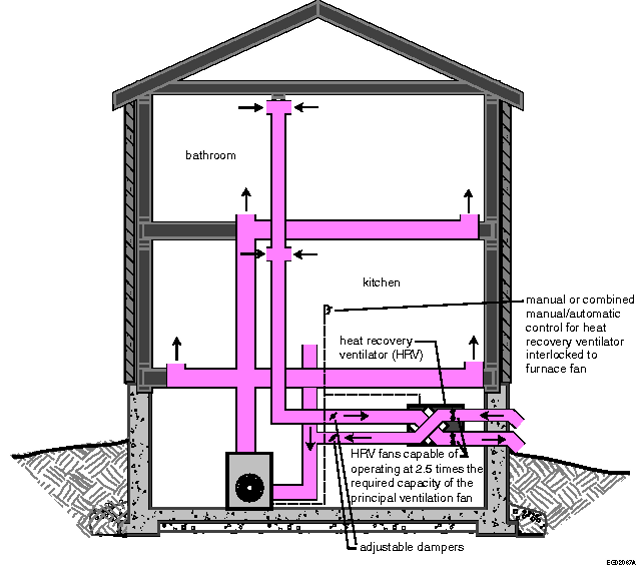 bathroom
kitchen
manual or combined
manual/automatic
control for heat
recovery ventilator
interlocked to
furnace fan
heat recovery
ventilator (HRV)
HRV fans capable of
operating at 2.5 times the
required capacity of the
principal ventilation fan
adjustable dampers
EG02067A